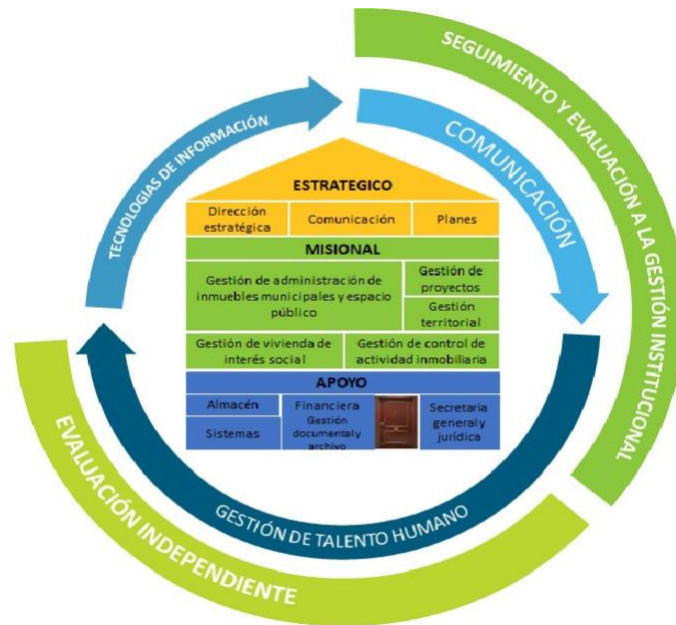 SEGUIMIENTO Y EVALUACIÓN A LA GESTIÓN INSTITUCIONAL
TECNOLOGIAS DE INFORMACIÓN
COMUNICACIÓN
ESTRATEGICO
Dirección
estratégica
Comunicación
Planes
MISIONAL
Gestión de administración de
inmuebles municipales y espacio
público
Gestión de
proyectos
Gestión
territorial
Gestión de vivienda de
interés social
Gestión de control de
actividad inmobiliaria
APOYO
Almacén
Sistemas
Financiera
Gestión
documental y
archivo
Secretaria
general y
jurídica
GESTIÓN DE TALENTO HUMANO
EVALUACIÓN INDEPENDIENTE